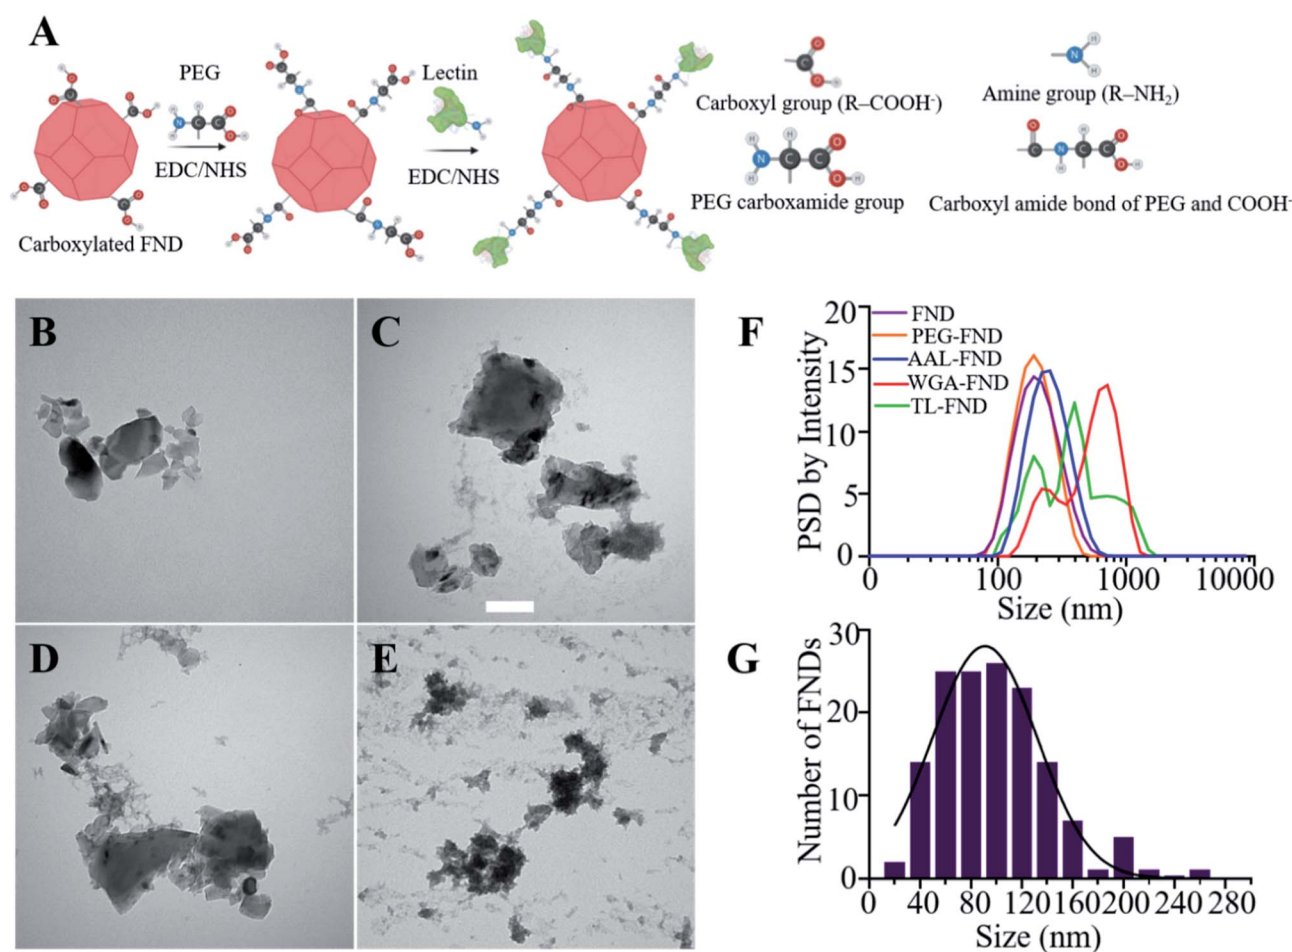 A
PEG
EDC/NHS
Carboxylated FND
Lectin
EDC/NHS
Carboxyl group (R–COOH⁻)
Amine group (R–NH₂)
PEG carboxamide group
Carboxyl amide bond of PEG and COOH⁻
B
C
D
E
F
PSD by Intensity
20
15
10
5
0
FND
PEG-FND
AAL-FND
WGA-FND
TL-FND
0 100 1000 10000
Size (nm)
G
Number of FNDs
30
20
10
0
0 40 80 120 160 200 240 280
Size (nm)